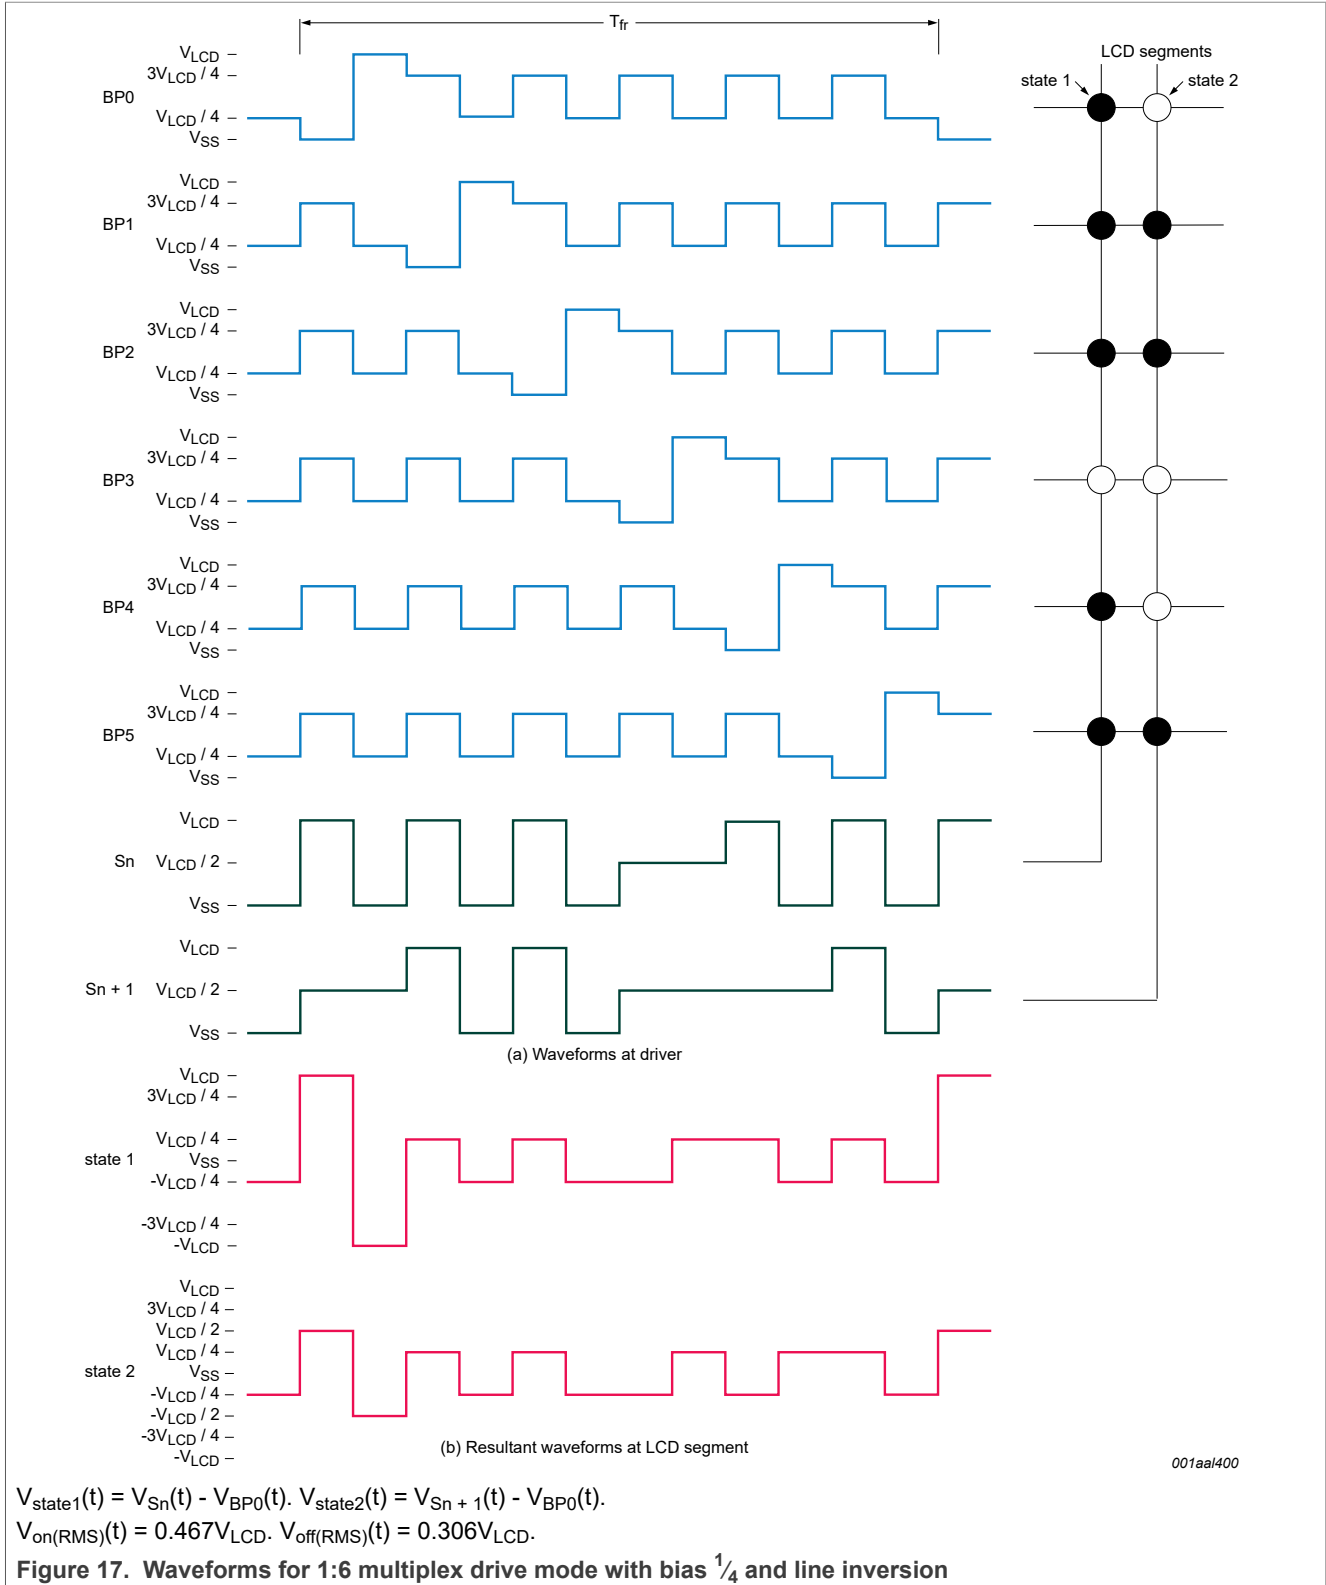 Tfr
LCD segments
state 1
state 2
BP0
VLCD
3VLCD / 4
VLCD / 4
VSS
BP1
VLCD
3VLCD / 4
VLCD / 4
VSS
BP2
VLCD
3VLCD / 4
VLCD / 4
VSS
BP3
VLCD
3VLCD / 4
VLCD / 4
VSS
BP4
VLCD
3VLCD / 4
VLCD / 4
VSS
BP5
VLCD
3VLCD / 4
VLCD / 4
VSS
Sn
VLCD
VLCD / 2
VSS
Sn + 1
VLCD
VLCD / 2
VSS
(a) Waveforms at driver
state 1
VLCD
3VLCD / 4
VLCD / 4
VSS
-VLCD / 4
-3VLCD / 4
-VLCD
state 2
VLCD
3VLCD / 4
VLCD / 2
VLCD / 4
VSS
-VLCD / 4
-VLCD / 2
-3VLCD / 4
-VLCD
(b) Resultant waveforms at LCD segment
001aal400
Vstate1(t) = VSn(t) - VBP0(t). Vstate2(t) = VSn + 1(t) - VBP0(t).
Von(RMS)(t) = 0.467VLCD. Voff(RMS)(t) = 0.306VLCD.
Figure 17. Waveforms for 1:6 multiplex drive mode with bias 1/4 and line inversion